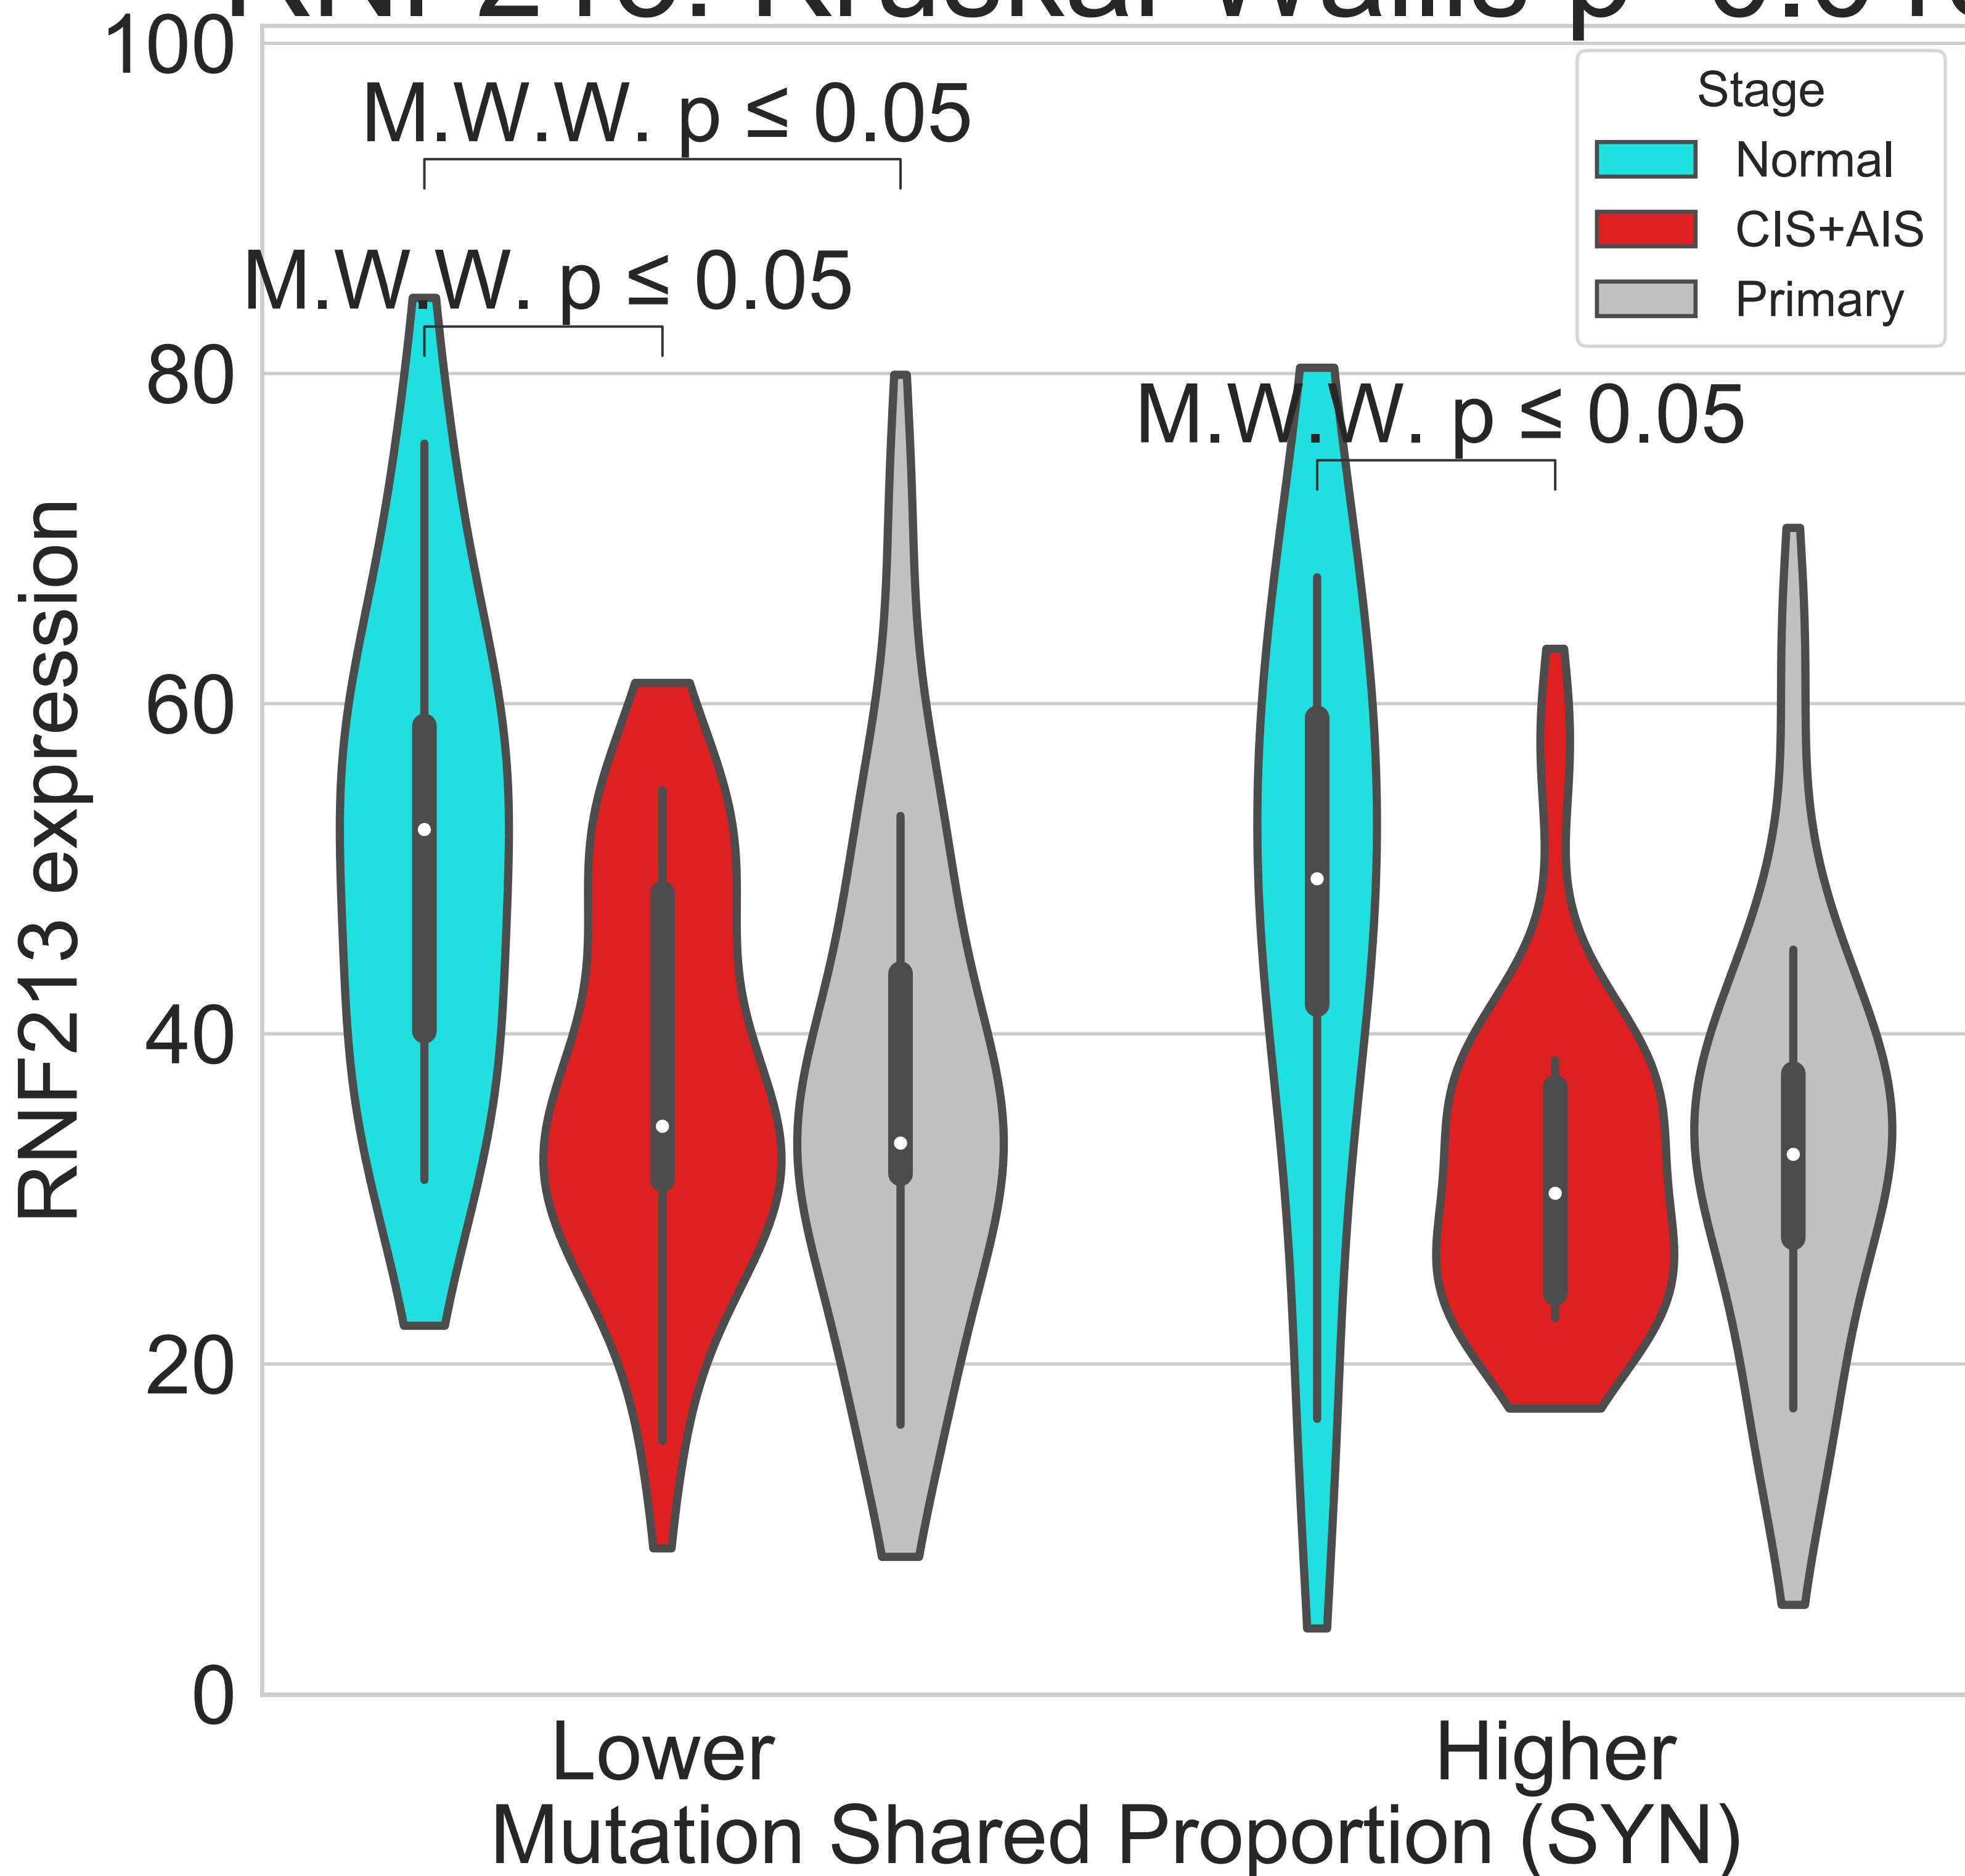 100
M.W.W. p ≤ 0.05
Stage
Normal
CIS+AIS
Primary
M.W.W. p ≤ 0.05
80
M.W.W. p ≤ 0.05
60
40
20
0
RNF213 expression
Lower
Higher
Mutation Shared Proportion (SYN)